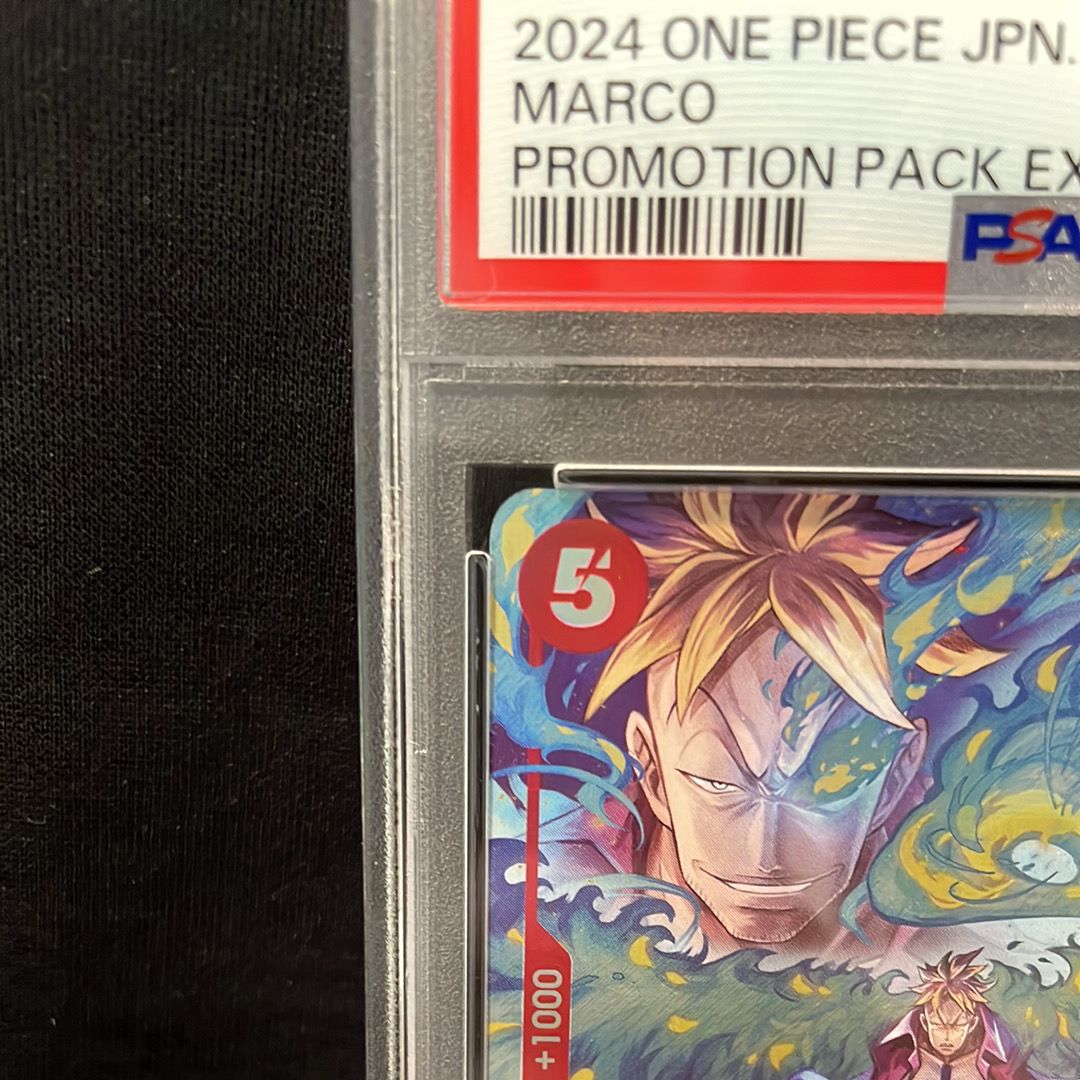 2024 ONE PIECE JPN.
MARCO
PROMOTION PACK EX
PSA
5
+1000